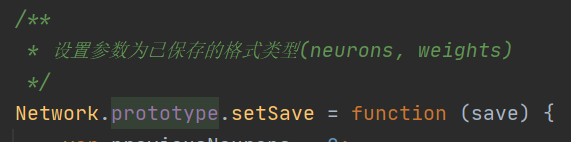 /**
* 设置参数为已保存的格式类型(neurons, weights)
*/
Network.prototype.setSave = function (save) {